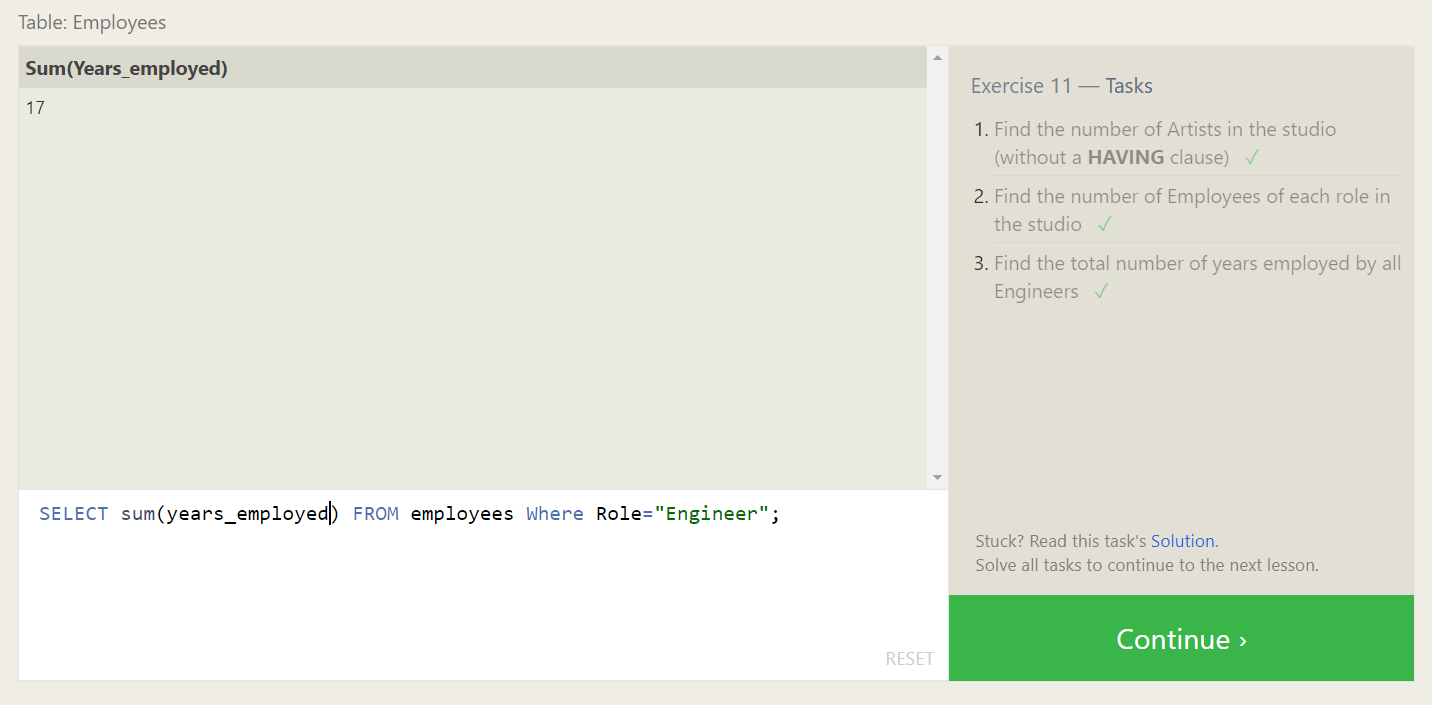 Table: Employees
Sum(Years_employed)
17
SELECT sum(years_employed) FROM employees Where Role="Engineer";
RESET
Exercise 11 — Tasks
1. Find the number of Artists in the studio
(without a HAVING clause) ✓
2. Find the number of Employees of each role in
the studio ✓
3. Find the total number of years employed by all
Engineers ✓
Stuck? Read this task's Solution.
Solve all tasks to continue to the next lesson.
Continue ›